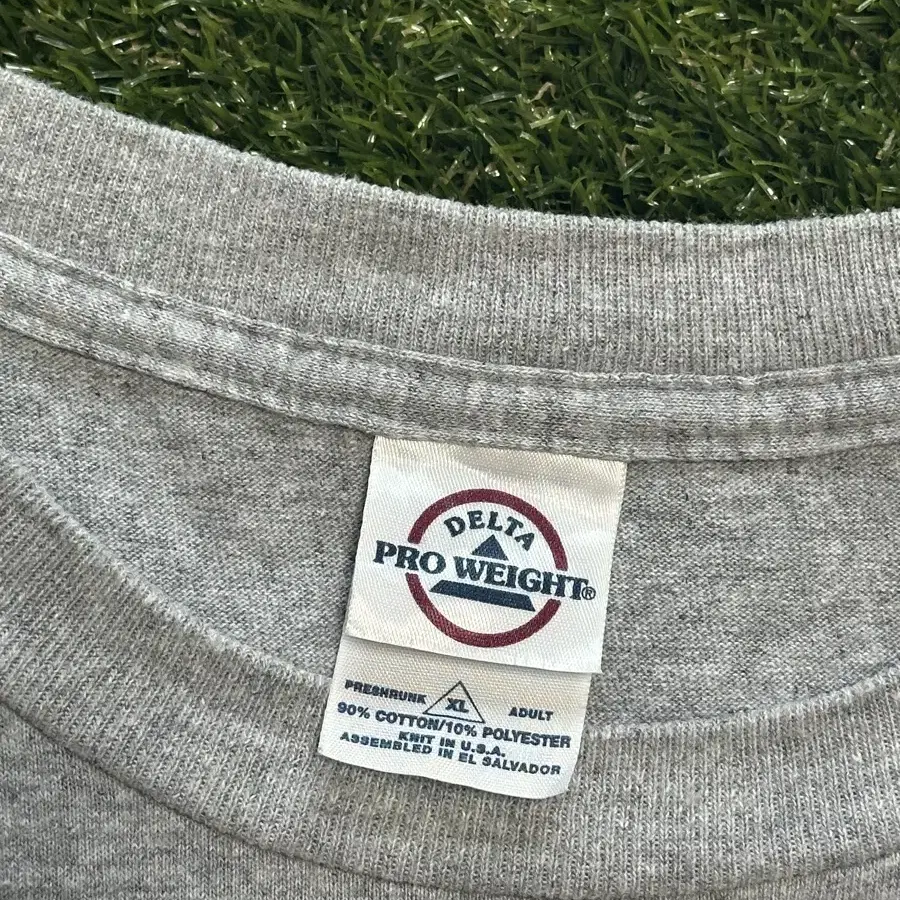 DELTA
PRO WEIGHT®
PRESHRUNK XL ADULT
90% COTTON/10% POLYESTER
KNIT IN U.S.A.
ASSEMBLED IN EL SALVADOR